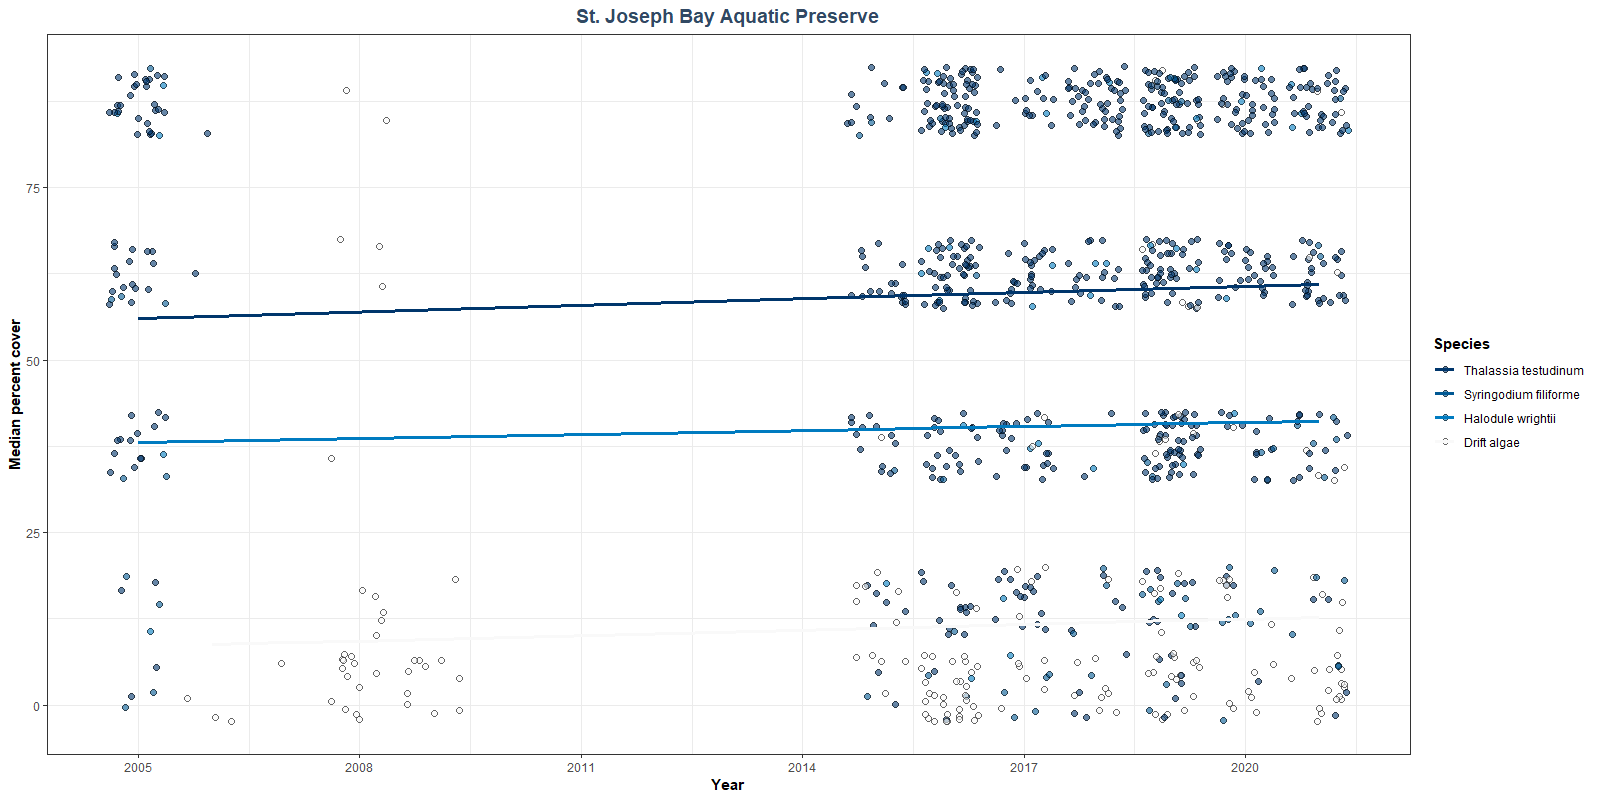 St. Joseph Bay Aquatic Preserve
Median percent cover
75
50
25
0
2005 2008 2011 2014 2017 2020
Year
Species
Thalassia testudinum
Syringodium filiforme
Halodule wrightii
Drift algae